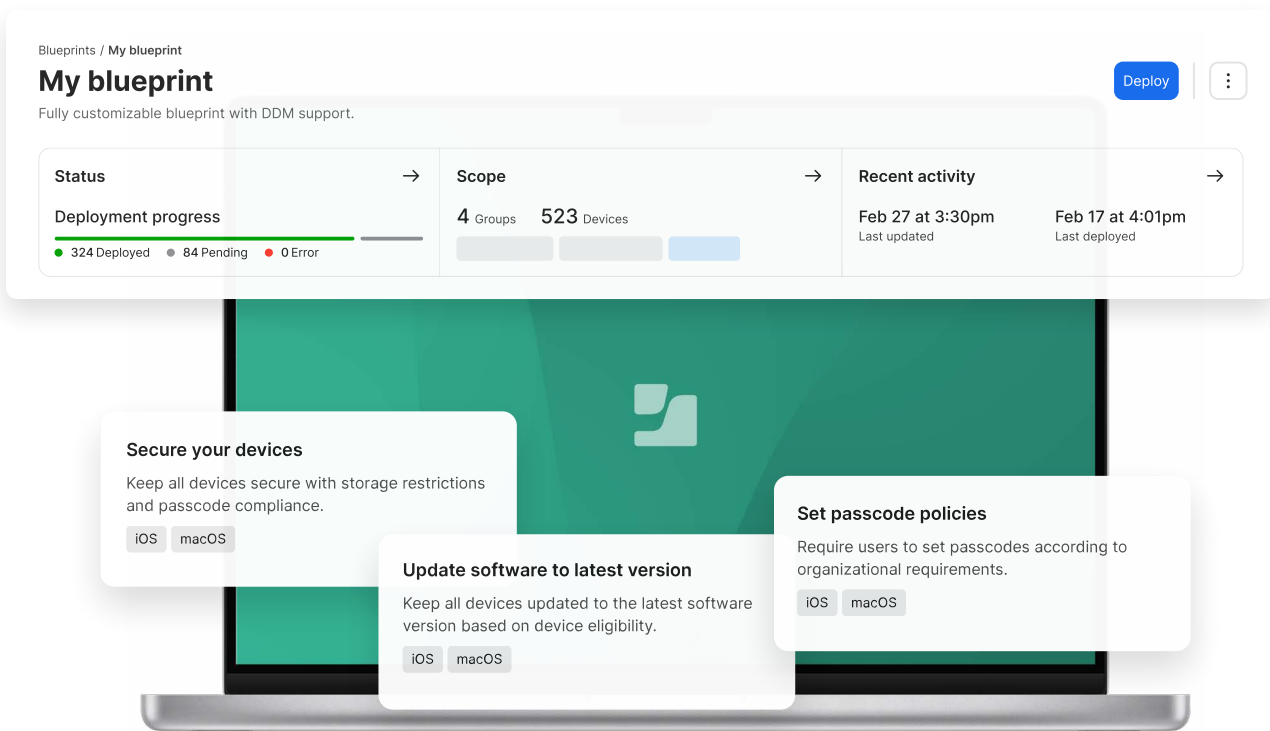 Blueprints / My blueprint
My blueprint
Fully customizable blueprint with DDM support.
Deploy
Status
Deployment progress
324 Deployed 84 Pending 0 Error
Scope
4 Groups 523 Devices
Recent activity
Feb 27 at 3:30pm Feb 17 at 4:01pm
Last updated Last deployed
Secure your devices
Keep all devices secure with storage restrictions
and passcode compliance.
iOS macOS
Update software to latest version
Keep all devices updated to the latest software
version based on device eligibility.
iOS macOS
Set passcode policies
Require users to set passcodes according to
organizational requirements.
iOS macOS